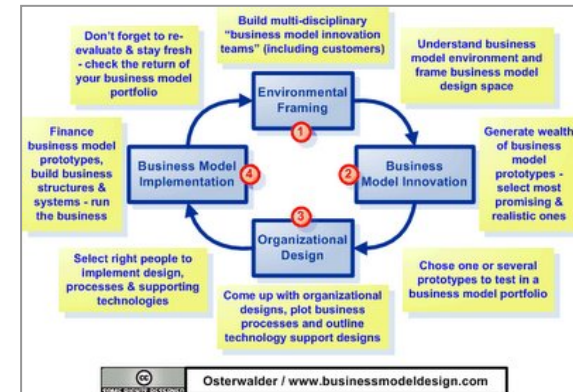 Build multi-disciplinary
"business model innovation
teams" (including customers)
Don't forget to re-
evaluate & stay fresh
- check the return of
your business model
portfolio
Understand business
model environment and
frame business model
design space
Environmental
Framing
1
Finance
business model
prototypes,
build business
structures &
systems - run
the business
Business Model
Implementation
4
2
Business
Model Innovation
Generate wealth
of business
model
prototypes -
select most
promising &
realistic ones
3
Organizational
Design
Select right people to
implement design,
processes & supporting
technologies
Come up with organizational
designs, plot business
processes and outline
technology support designs
Chose one or several
prototypes to test in a
business model portfolio
cc
SOME RIGHTS RESERVED
Osterwalder / www.businessmodeldesign.com